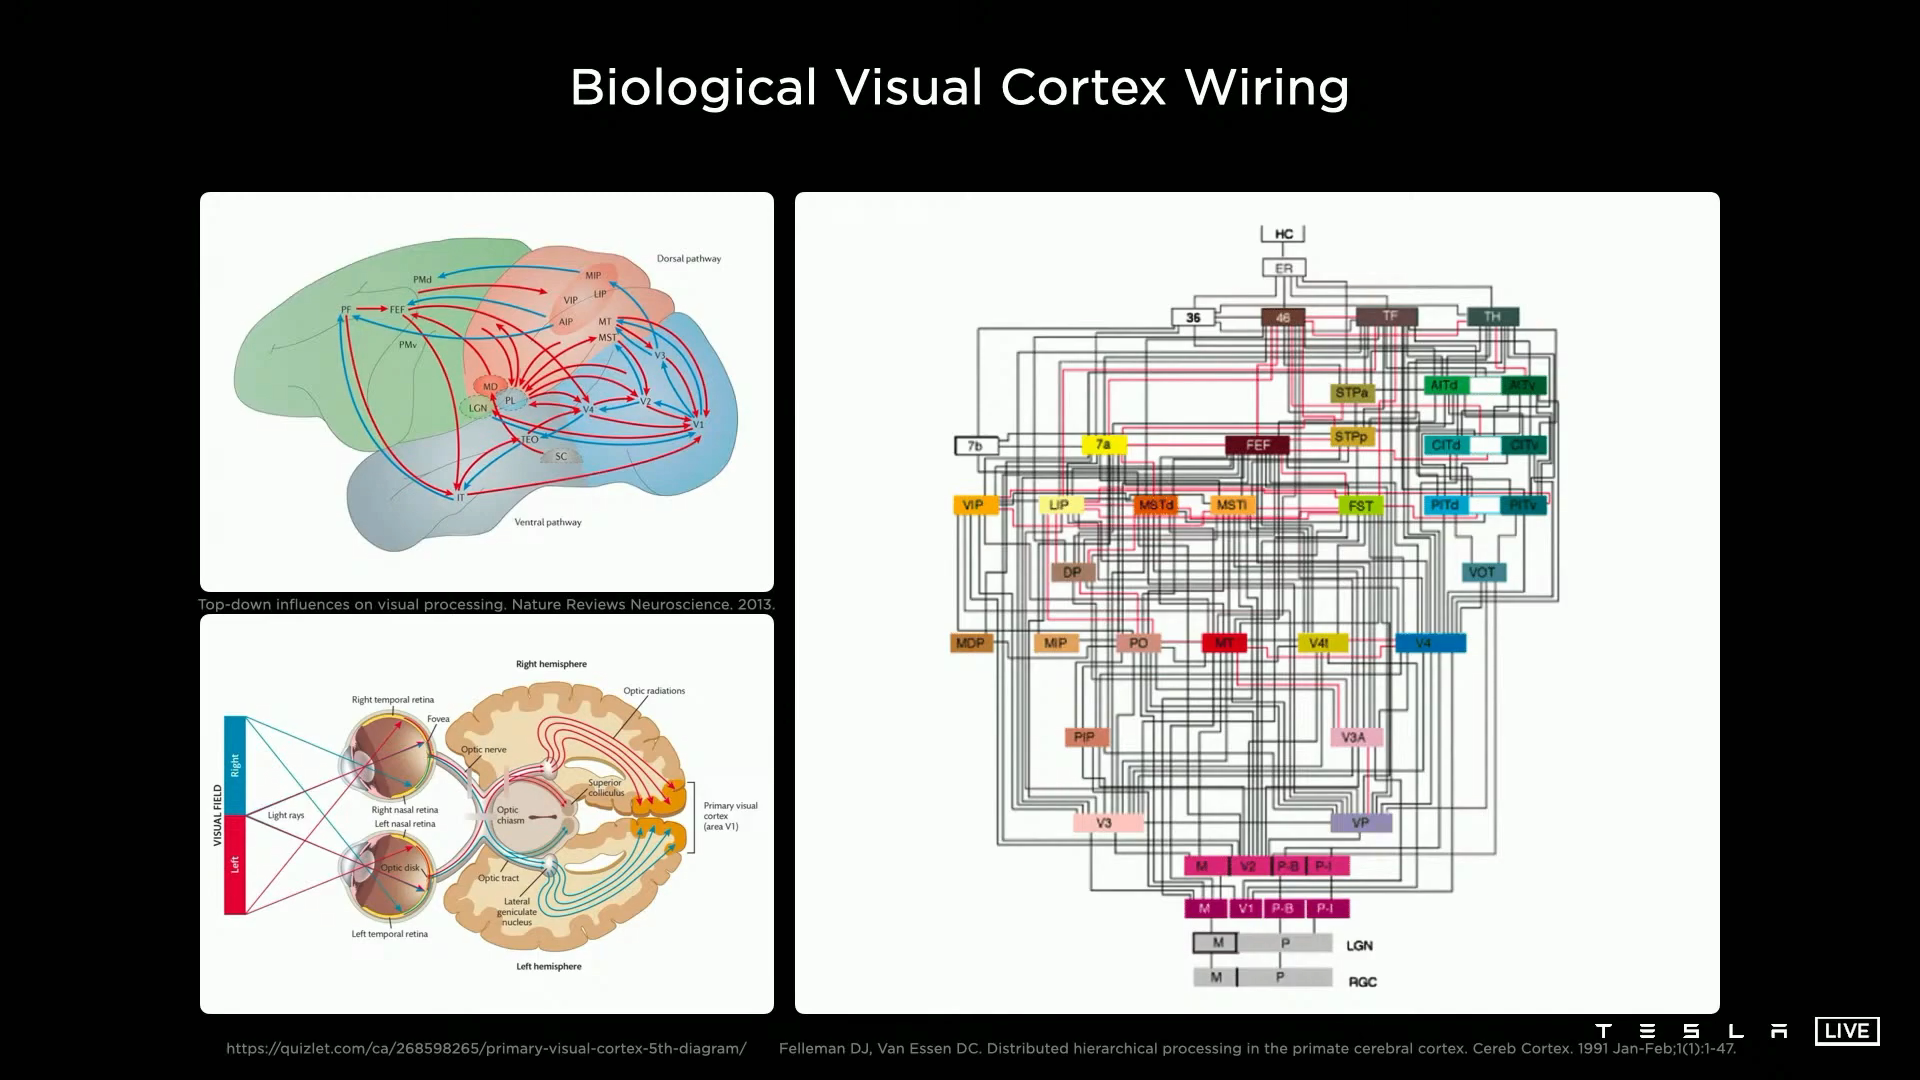 Biological Visual Cortex Wiring
Dorsal pathway
PMd
MIP
VIP
LIP
PF
FEF
AIP
MT
PMv
MST
V3
MD
PL
LGN
V4
V2
V1
TEO
SC
IT
Ventral pathway
Top-down influences on visual processing. Nature Reviews Neuroscience. 2013.
Right hemisphere
Right temporal retina
Optic radiations
Fovea
Optic nerve
Right
VISUAL FIELD
Left
Light rays
Superior
colliculus
Optic
chiasm
Primary visual
cortex
(area V1)
Right nasal retina
Left nasal retina
Optic disk
Optic tract
Lateral
geniculate
nucleus
Left temporal retina
Left hemisphere
https://quizlet.com/ca/268598265/primary-visual-cortex-5th-diagram/
HC
ER
36
46
TF
TH
STPa
AITd
AITv
7b
7a
FEF
STPp
CITd
CITv
VIP
LIP
MSTd
MSTl
FST
PITd
PITv
DP
VOT
MDP
MIP
PO
MT
V4t
V4
PIP
V3A
V3
VP
M V2 P-B P-I
M V1 P-B P-I
M P LGN
M P RGC
Felleman DJ, Van Essen DC. Distributed hierarchical processing in the primate cerebral cortex. Cereb Cortex. 1991 Jan-Feb;1(1):1-47.
TESLA LIVE